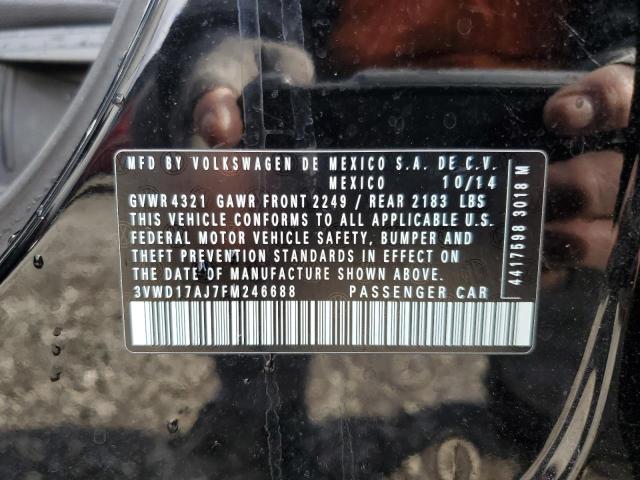 MFD BY VOLKSWAGEN DE MEXICO S.A. DE C.V.
MEXICO 10/14
GVWR 4321 GAWR FRONT 2249 / REAR 2183 LBS
THIS VEHICLE CONFORMS TO ALL APPLICABLE U.S.
FEDERAL MOTOR VEHICLE SAFETY, BUMPER AND
THEFT PREVENTION STANDARDS IN EFFECT ON
THE DATE OF MANUFACTURE SHOWN ABOVE.
3VWD17AJ7FM246688 PASSENGER CAR
4417598 3018 M